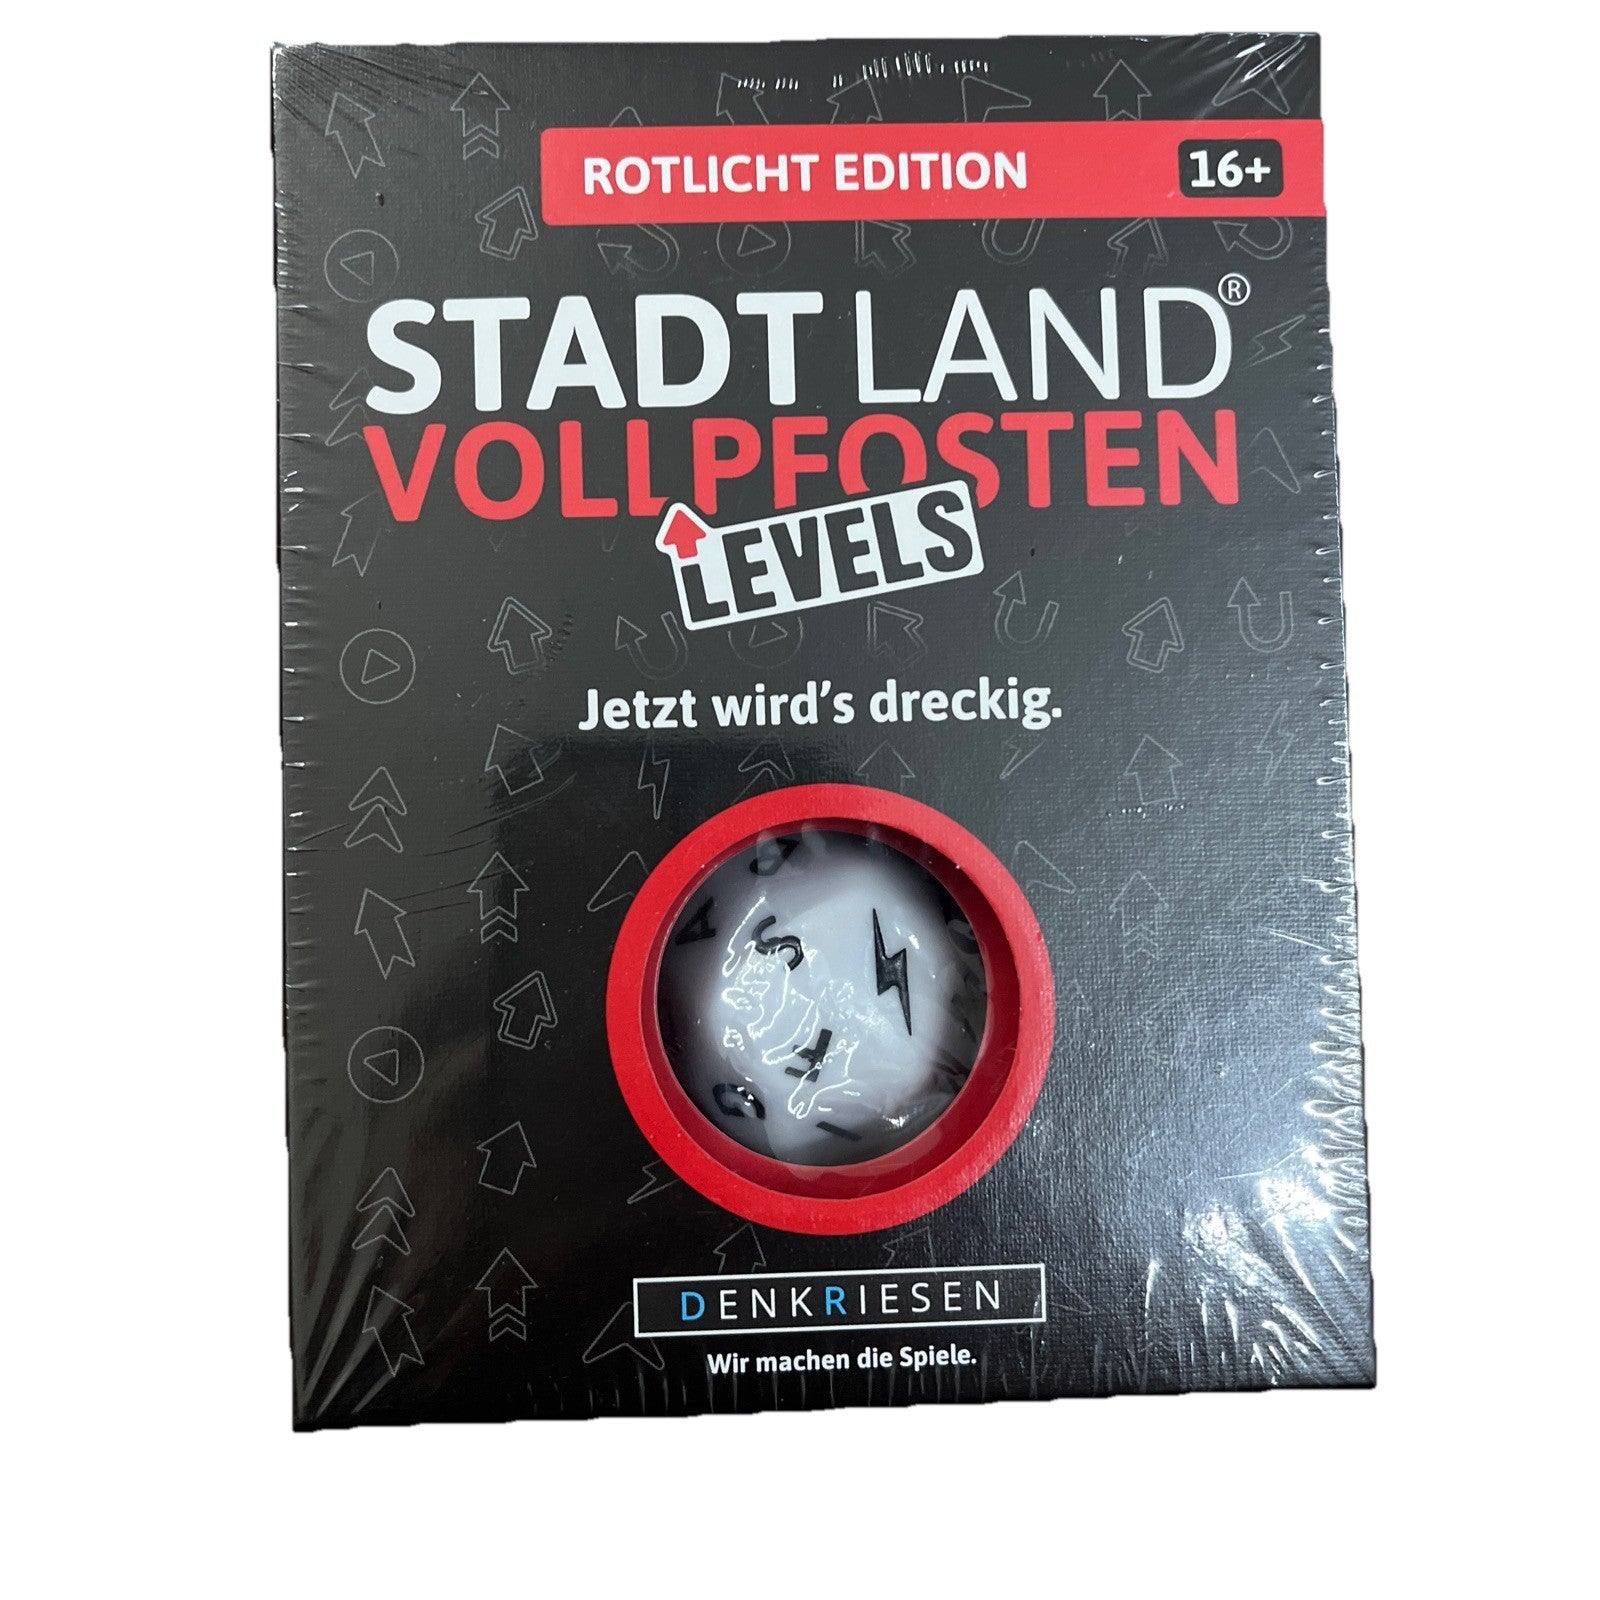 ROTLICHT EDITION 16+
STADT LAND®
VOLLPFOSTEN
LEVELS
Jetzt wird's dreckig.
S
F
DENKRIESEN
Wir machen die Spiele.